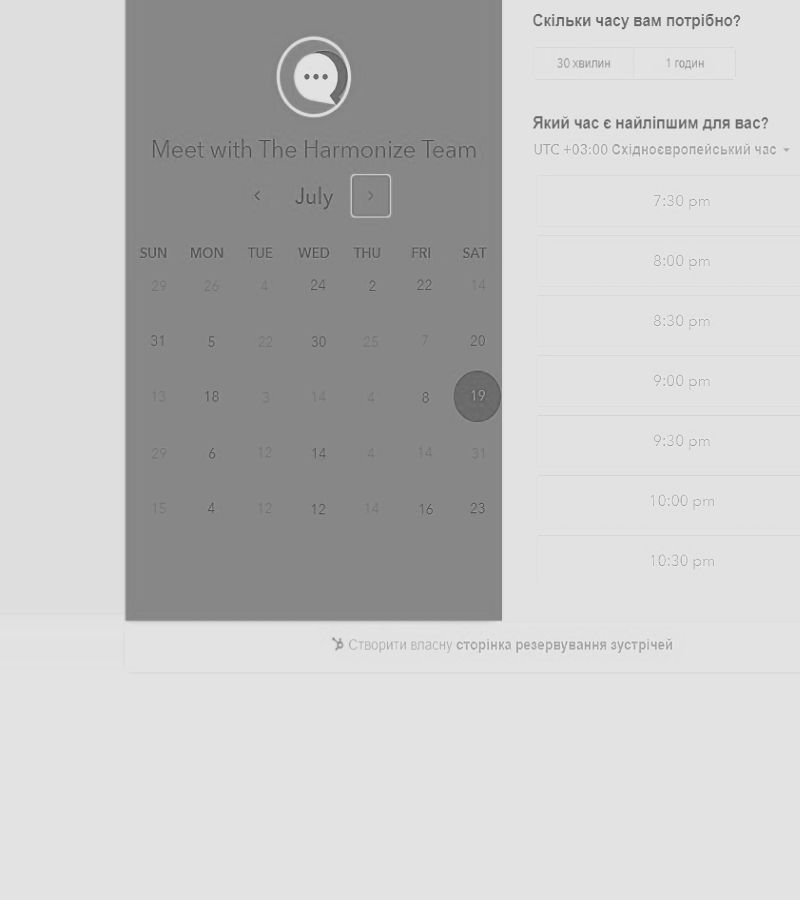 Meet with The Harmonize Team
July
SUN MON TUE WED THU FRI SAT
29 26 4 24 2 22 14
31 5 22 30 25 7 20
13 18 3 14 4 8 19
29 6 12 14 4 14 31
15 4 12 12 14 16 23
Скільки часу вам потрібно?
30 хвилин 1 годин
Який час є найліпшим для вас?
UTC +03:00 Східноєвропейський час
7:30 pm
8:00 pm
8:30 pm
9:00 pm
9:30 pm
10:00 pm
10:30 pm
Створити власну сторінка резервування зустрічей